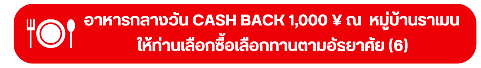 อาหารกลางวัน CASH BACK 1,000 ¥ ณ หมู่บ้านราเมน
ให้ท่านเลือกซื้อเลือกทานตามอัธยาศัย (6)